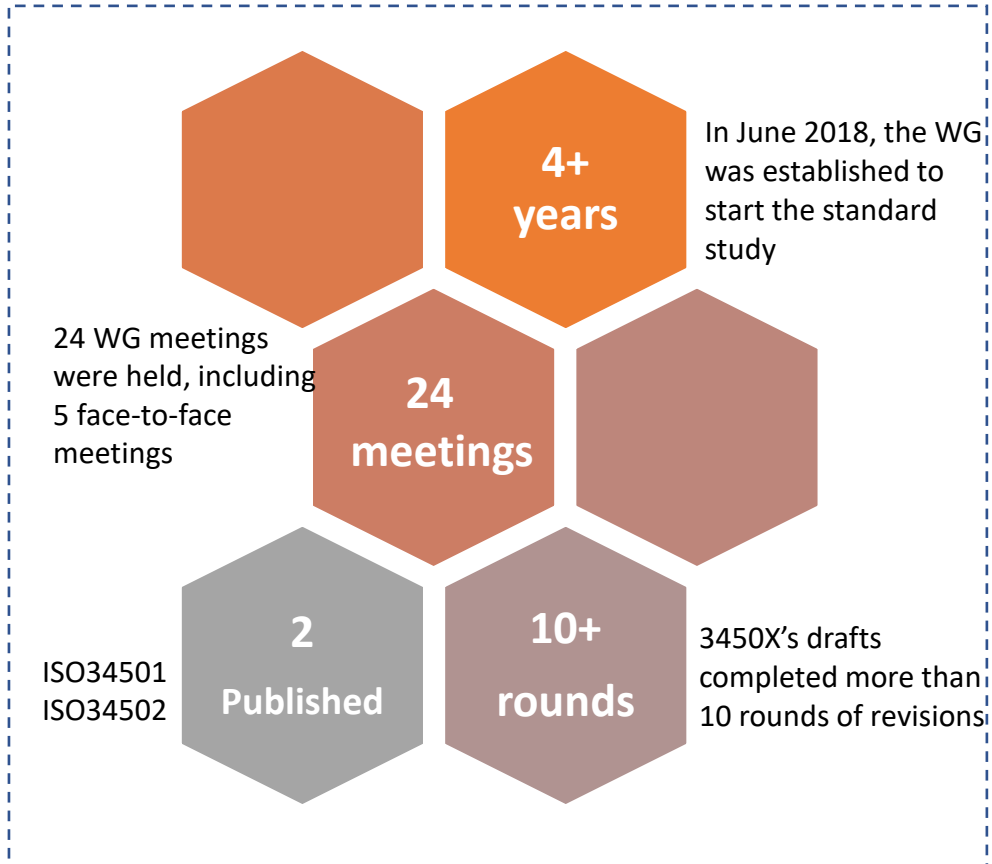 4+
years
In June 2018, the WG
was established to
start the standard
study
24 WG meetings
were held, including
5 face-to-face
meetings
24
meetings
2
Published
ISO34501
ISO34502
10+
rounds
3450X’s drafts
completed more than
10 rounds of revisions